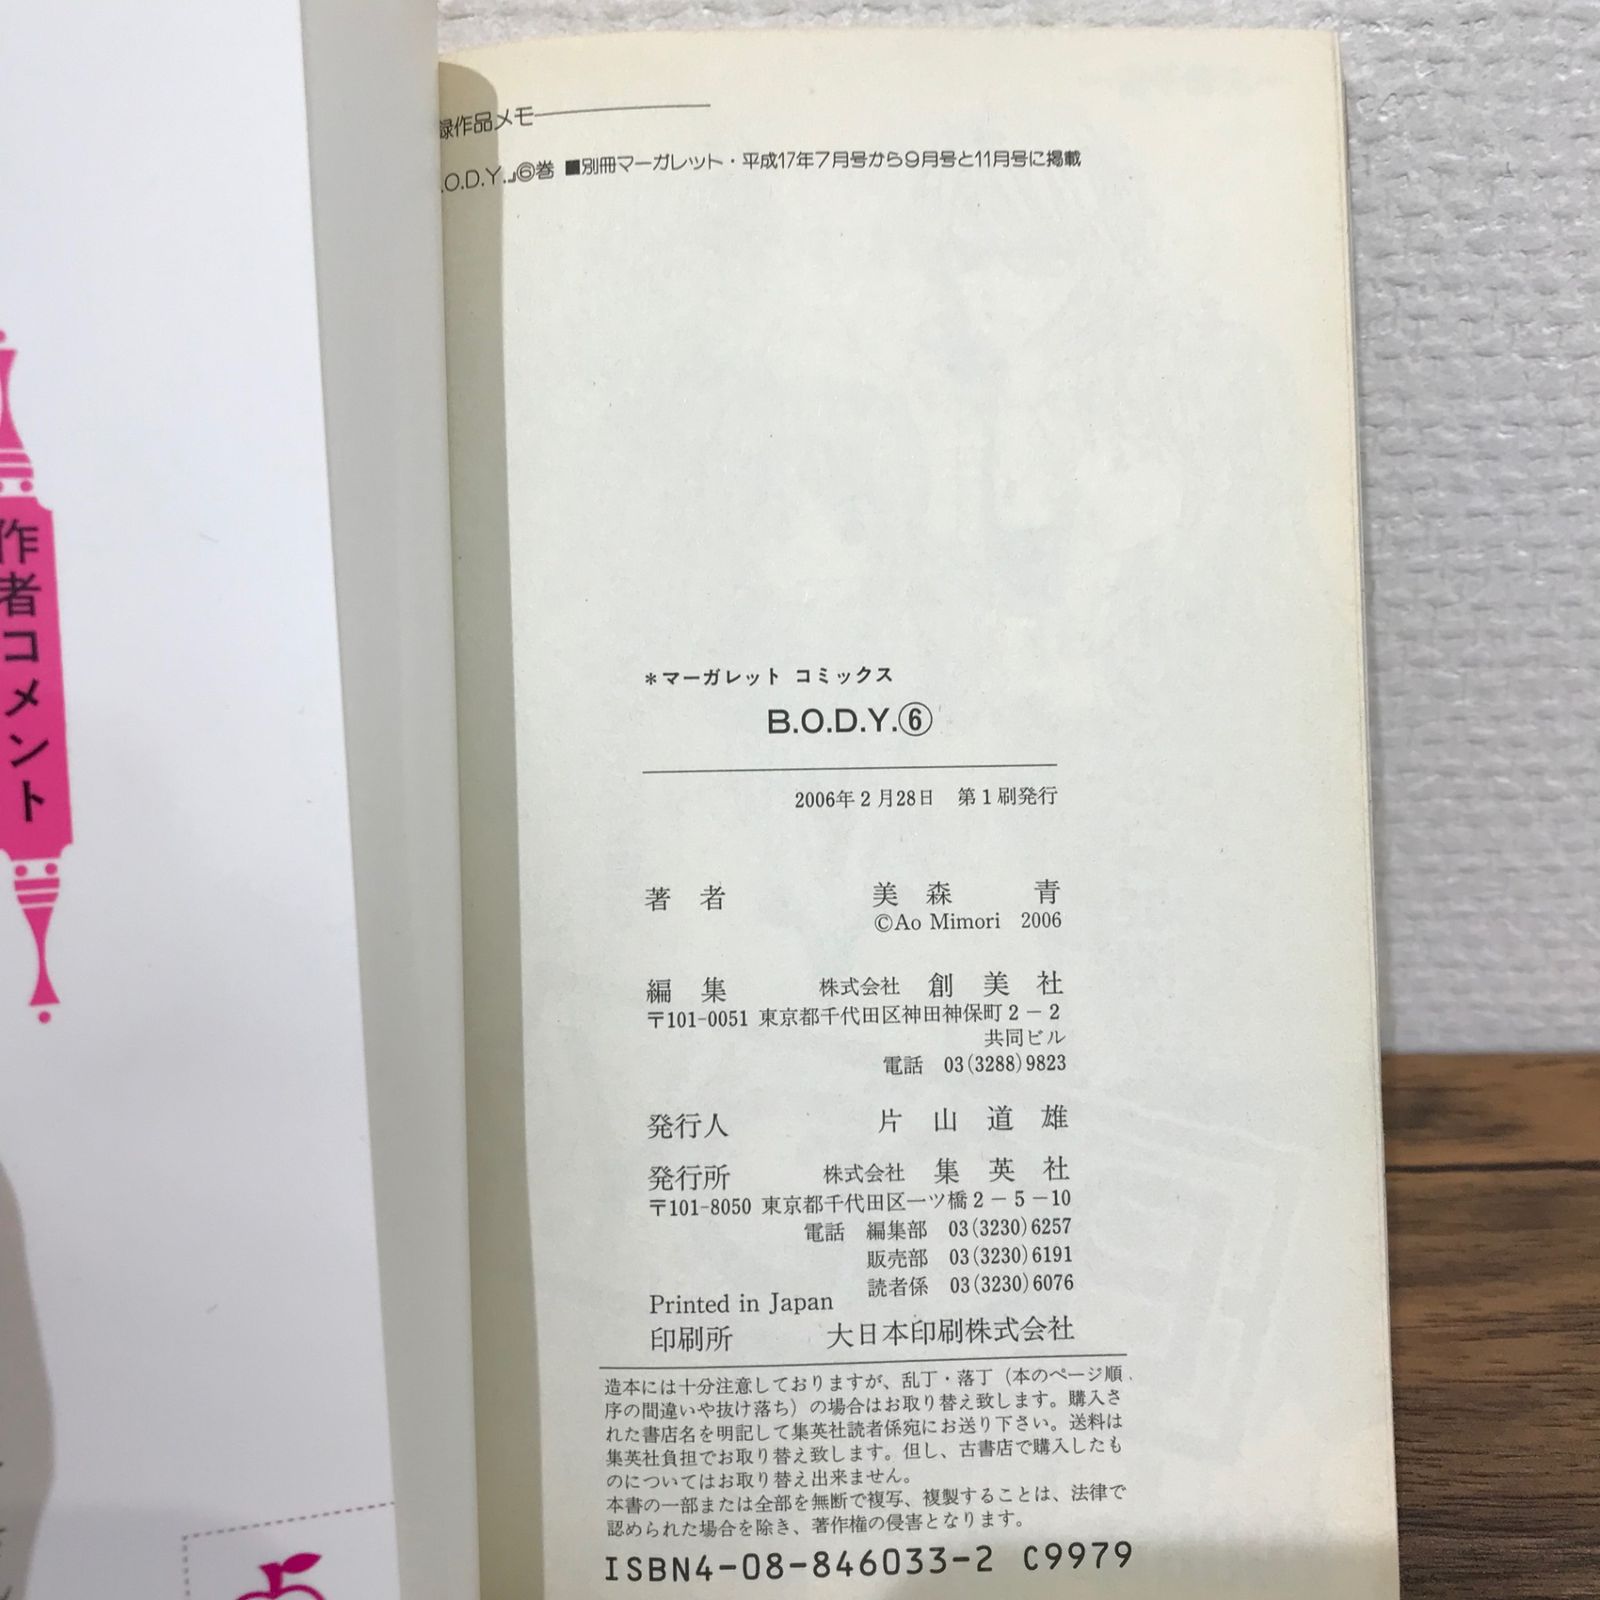 作者コメント
録作品メモ
.O.D.Y.』⑥巻 ■別冊マーガレット・平成17年7月号から9月号と11月号に掲載
＊マーガレット コミックス
B.O.D.Y.⑥
2006年2月28日 第1刷発行
著 者 美 森 青
©Ao Mimori 2006
編 集 株式会社 創 美 社
〒101-0051 東京都千代田区神田神保町2－2
共同ビル
電話 03(3288)9823
発行人 片 山 道 雄
発行所 株式会社 集 英 社
〒101-8050 東京都千代田区一ツ橋2－5－10
電話 編集部 03(3230)6257
販売部 03(3230)6191
読者係 03(3230)6076
Printed in Japan
印刷所 大日本印刷株式会社
造本には十分注意しておりますが、乱丁・落丁（本のページ順
序の間違いや抜け落ち）の場合はお取り替え致します。購入さ
れた書店名を明記して集英社読者係宛にお送り下さい。送料は
集英社負担でお取り替え致します。但し、古書店で購入したも
のについてはお取り替え出来ません。
本書の一部または全部を無断で複写、複製することは、法律で
認められた場合を除き、著作権の侵害となります。
ISBN4-08-846033-2 C9979